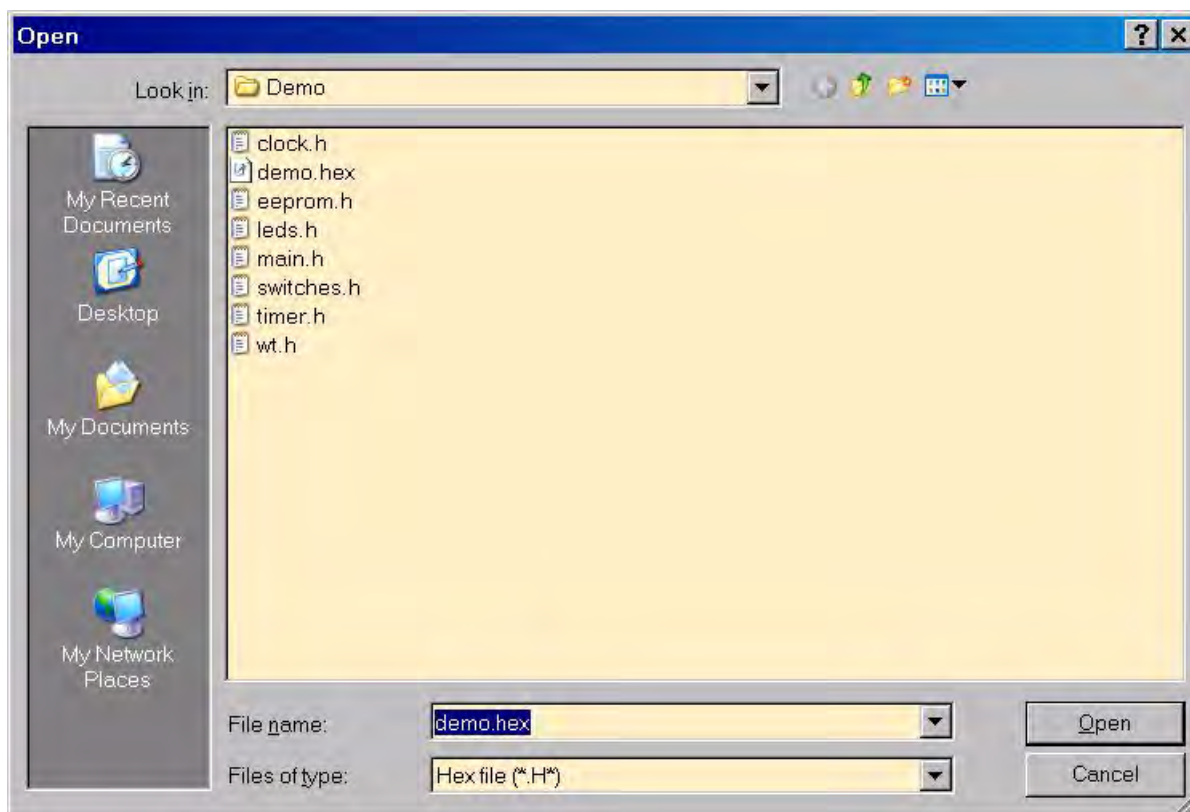 Open
Look in: Demo
clock.h
demo.hex
eeprom.h
leds.h
main.h
switches.h
timer.h
wt.h
My Recent
Documents
Desktop
My Documents
My Computer
My Network
Places
File name: demo.hex Open
Files of type: Hex file (*.H*) Cancel